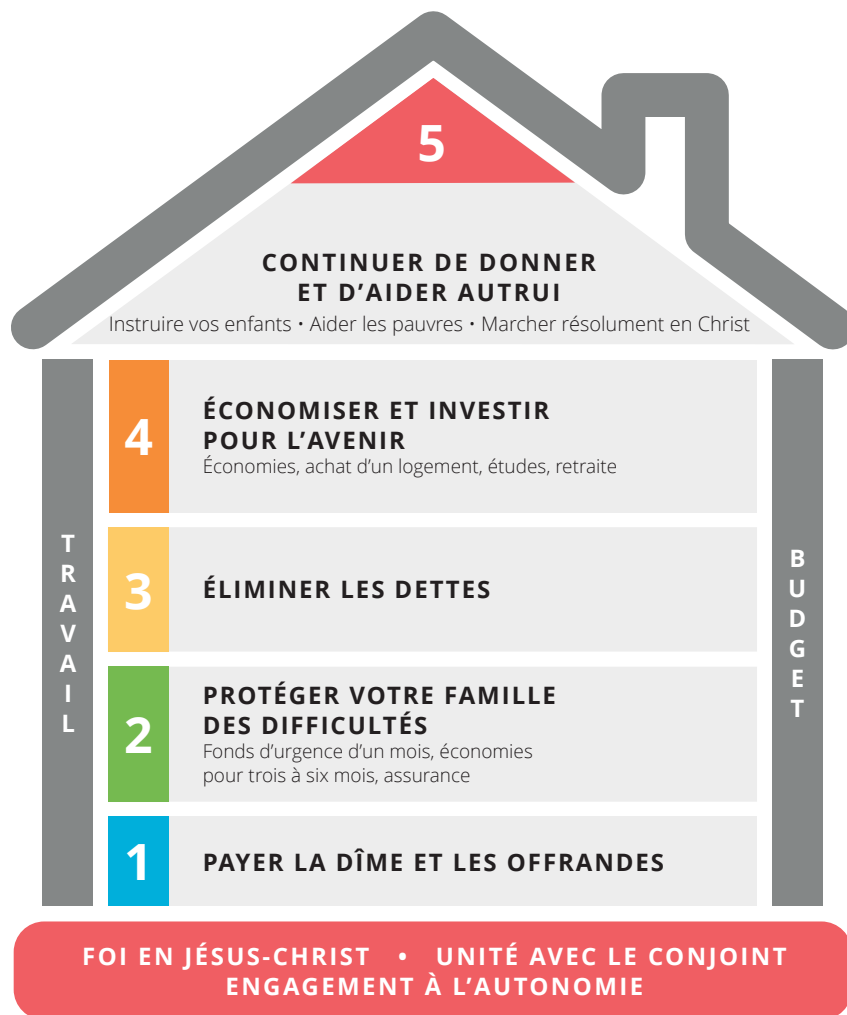 5
CONTINUER DE DONNER
ET D’AIDER AUTRUI
Instruire vos enfants • Aider les pauvres • Marcher résolument en Christ
4
ÉCONOMISER ET INVESTIR
POUR L’AVENIR
Économies, achat d’un logement, études, retraite
3
ÉLIMINER LES DETTES
2
PROTÉGER VOTRE FAMILLE
DES DIFFICULTÉS
Fonds d’urgence d’un mois, économies
pour trois à six mois, assurance
1
PAYER LA DÎME ET LES OFFRANDES
TRAVAIL
BUDGET
FOI EN JÉSUS-CHRIST • UNITÉ AVEC LE CONJOINT
ENGAGEMENT À L’AUTONOMIE